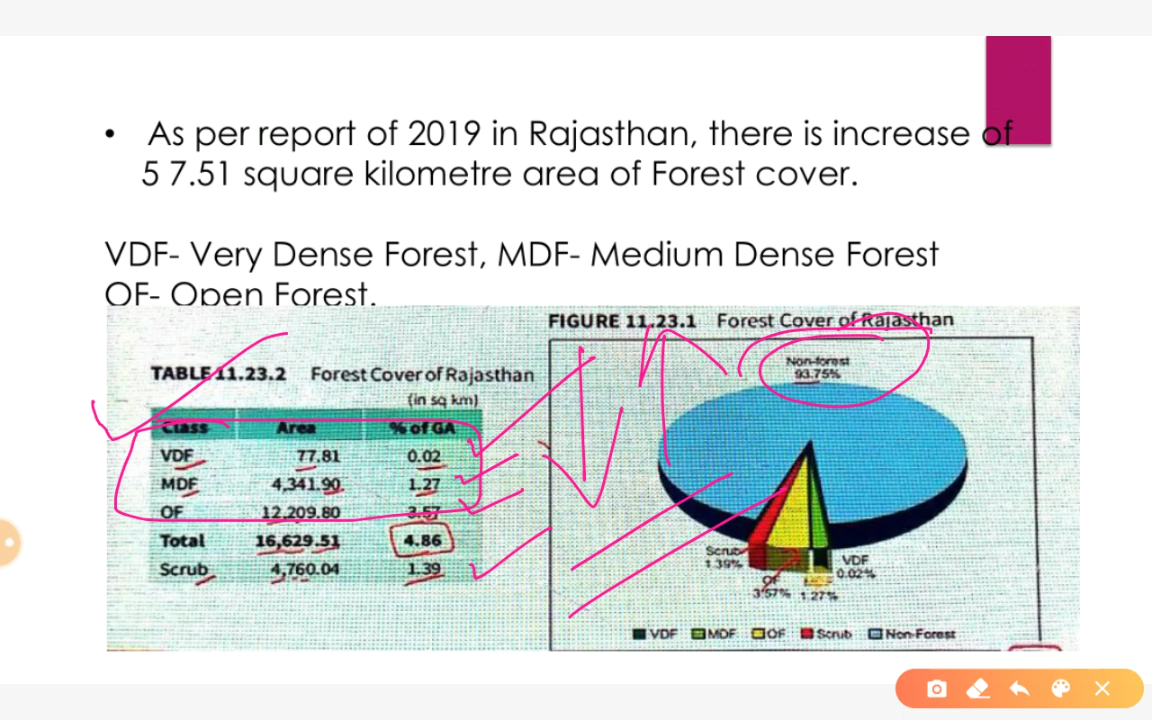 • As per report of 2019 in Rajasthan, there is increase of
5 7.51 square kilometre area of Forest cover.
VDF- Very Dense Forest, MDF- Medium Dense Forest
OF- Open Forest.
FIGURE 11.23.1 Forest Cover of Rajasthan
TABLE 11.23.2 Forest Cover of Rajasthan
(in sq km)
Class Area % of GA
VDF 77.81 0.02
MDF 4,341.90 1.27
OF 12,209.80 3.57
Total 16,629.51 4.86
Scrub 4,760.04 1.39
Non-forest
93.75%
Scrub
1.39%
OF
3.57%
1.27%
VDF
0.02%
VDF MDF OF Scrub Non-Forest